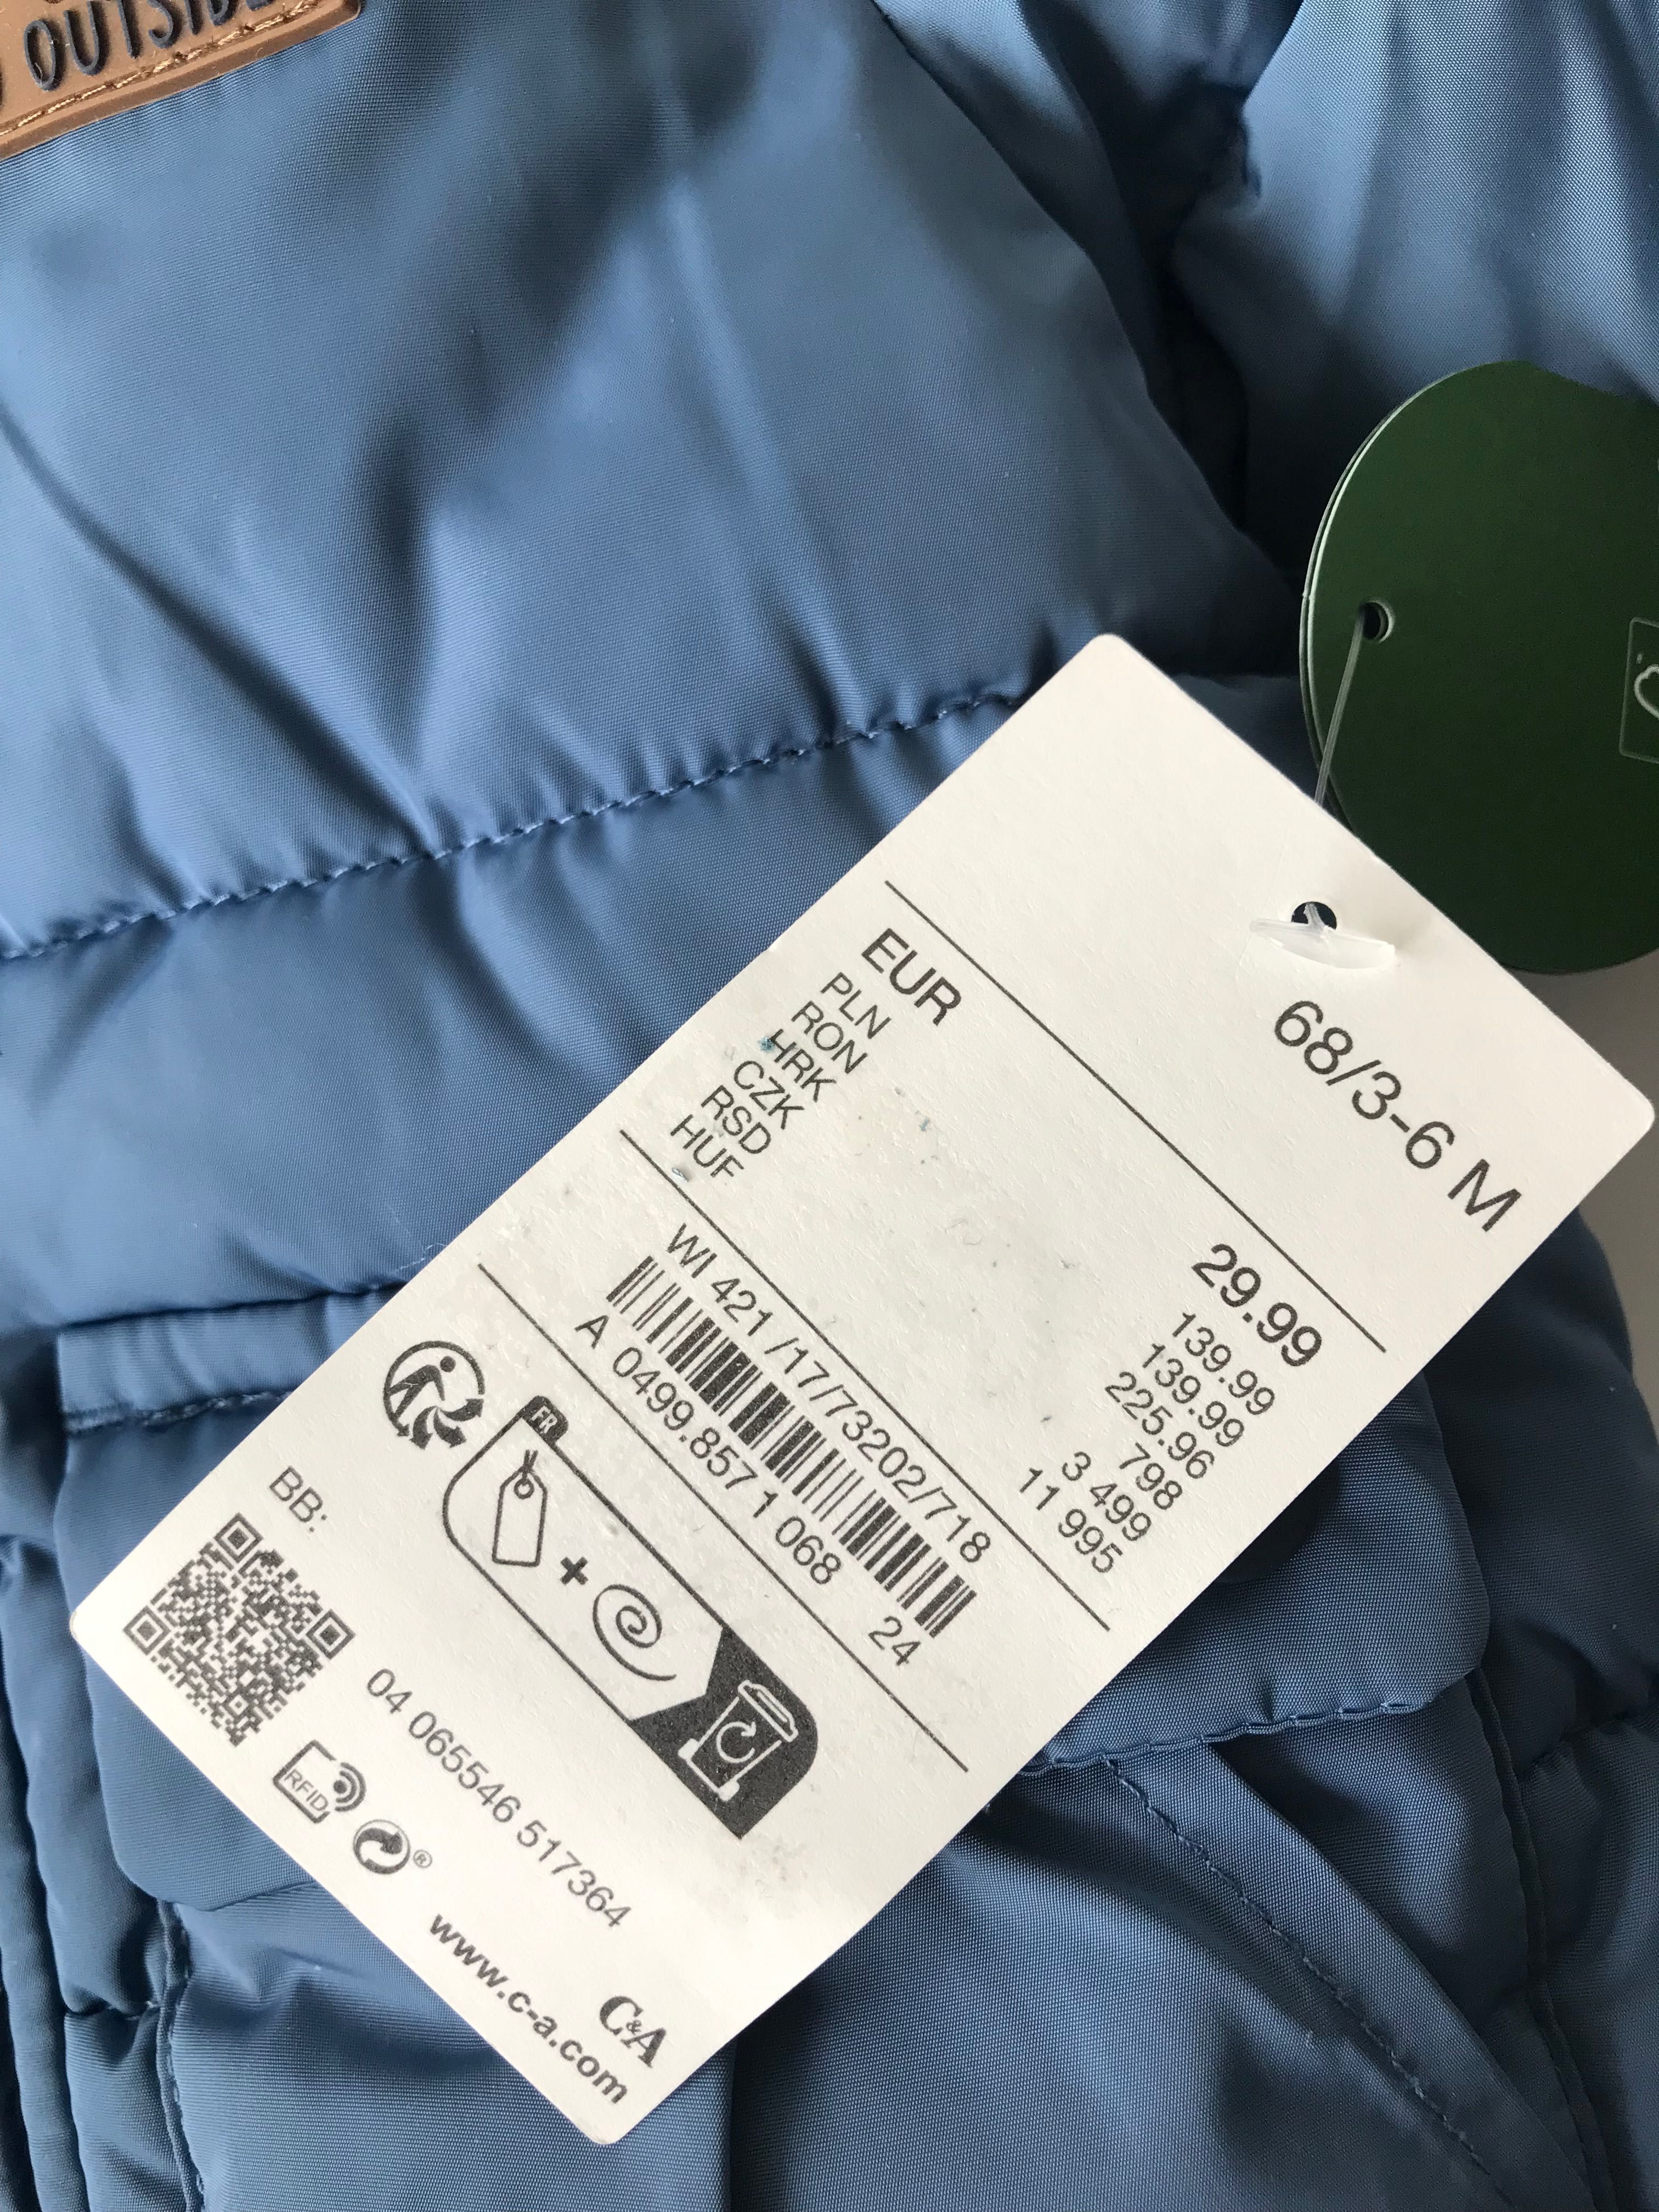 OUTSIDE
68/3-6 M
EUR 29.99
PLN 139.99
RON 139.99
HRK 225.96
CZK 798
RSD 3 499
HUF 11 995
WI 421 /17/73202/718
A 0499.857 1 068 24
FR
BB:
04 065546 517364
RFID
®
C&A
www.c-a.com